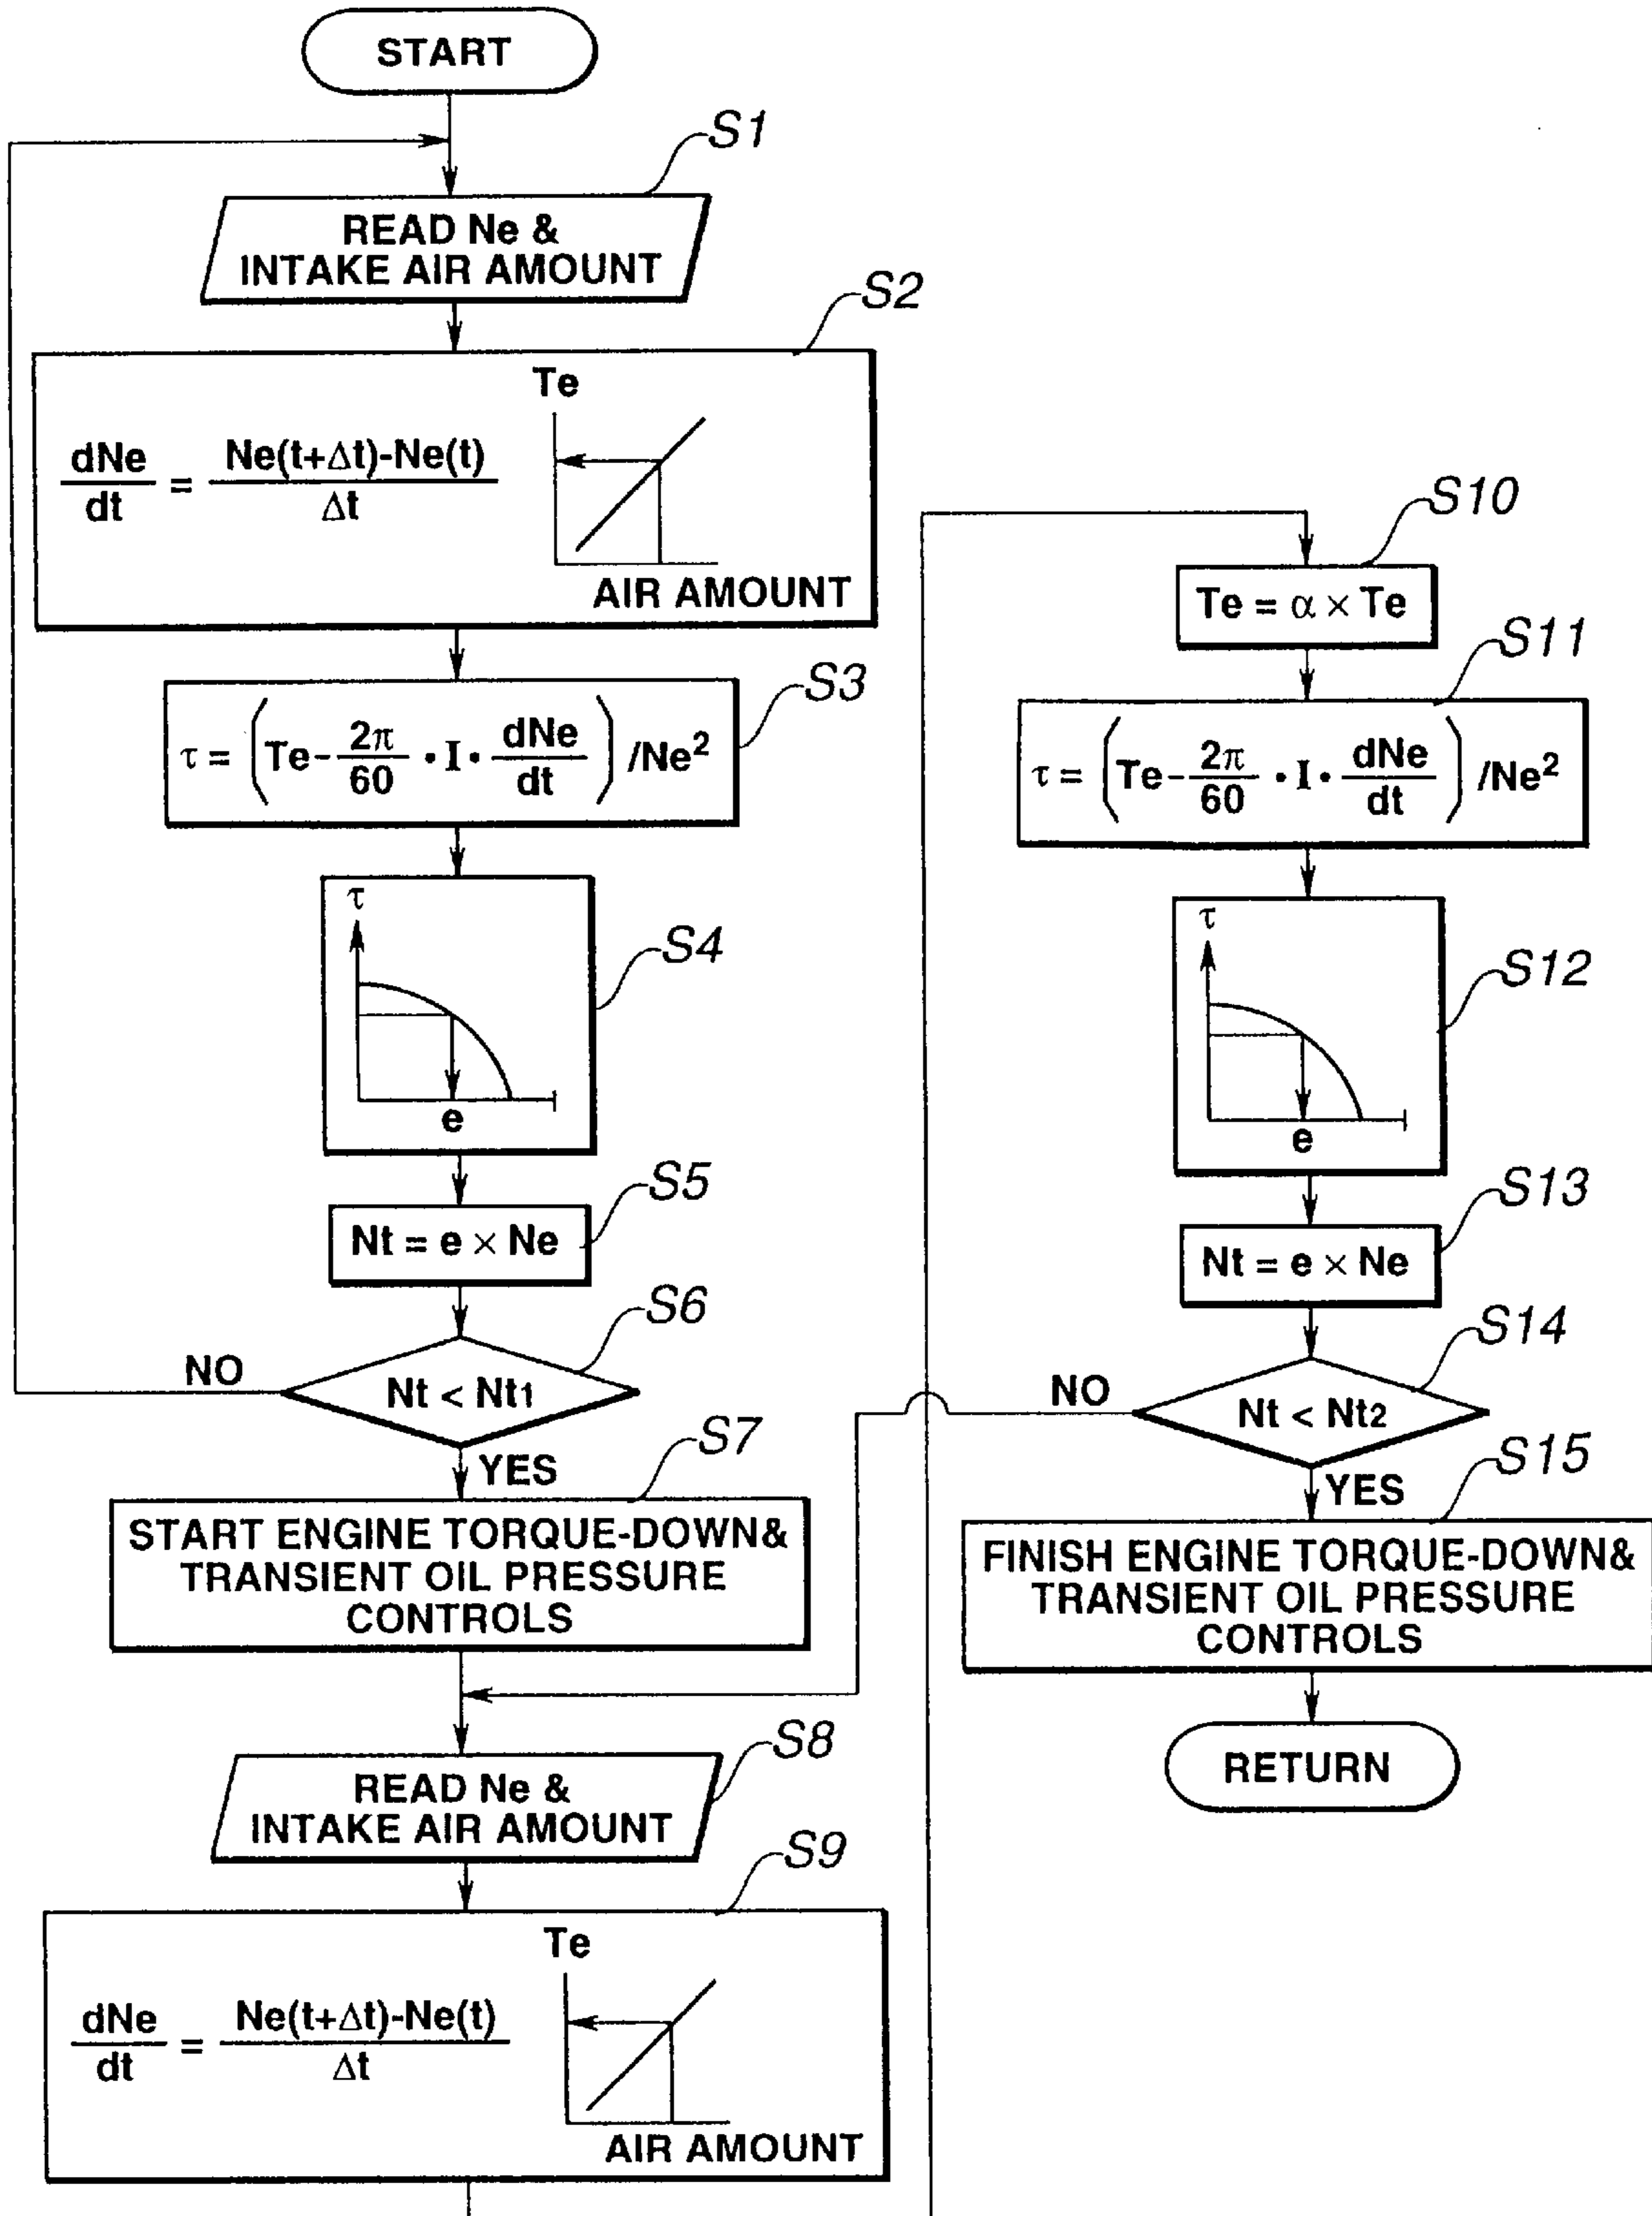 START
S1
READ Ne &
INTAKE AIR AMOUNT
S2
dNe/dt = Ne(t+Δt)-Ne(t)/Δt
Te
AIR AMOUNT
S3
τ = (Te-2π/60・I・dNe/dt)/Ne²
S4
τ
e
S5
Nt = e × Ne
S6
Nt < Nt1
NO
YES
S7
START ENGINE TORQUE-DOWN&
TRANSIENT OIL PRESSURE
CONTROLS
S8
READ Ne &
INTAKE AIR AMOUNT
S9
dNe/dt = Ne(t+Δt)-Ne(t)/Δt
Te
AIR AMOUNT
S10
Te = α × Te
S11
τ = (Te-2π/60・I・dNe/dt)/Ne²
S12
τ
e
S13
Nt = e × Ne
S14
Nt < Nt2
NO
YES
S15
FINISH ENGINE TORQUE-DOWN&
TRANSIENT OIL PRESSURE
CONTROLS
RETURN